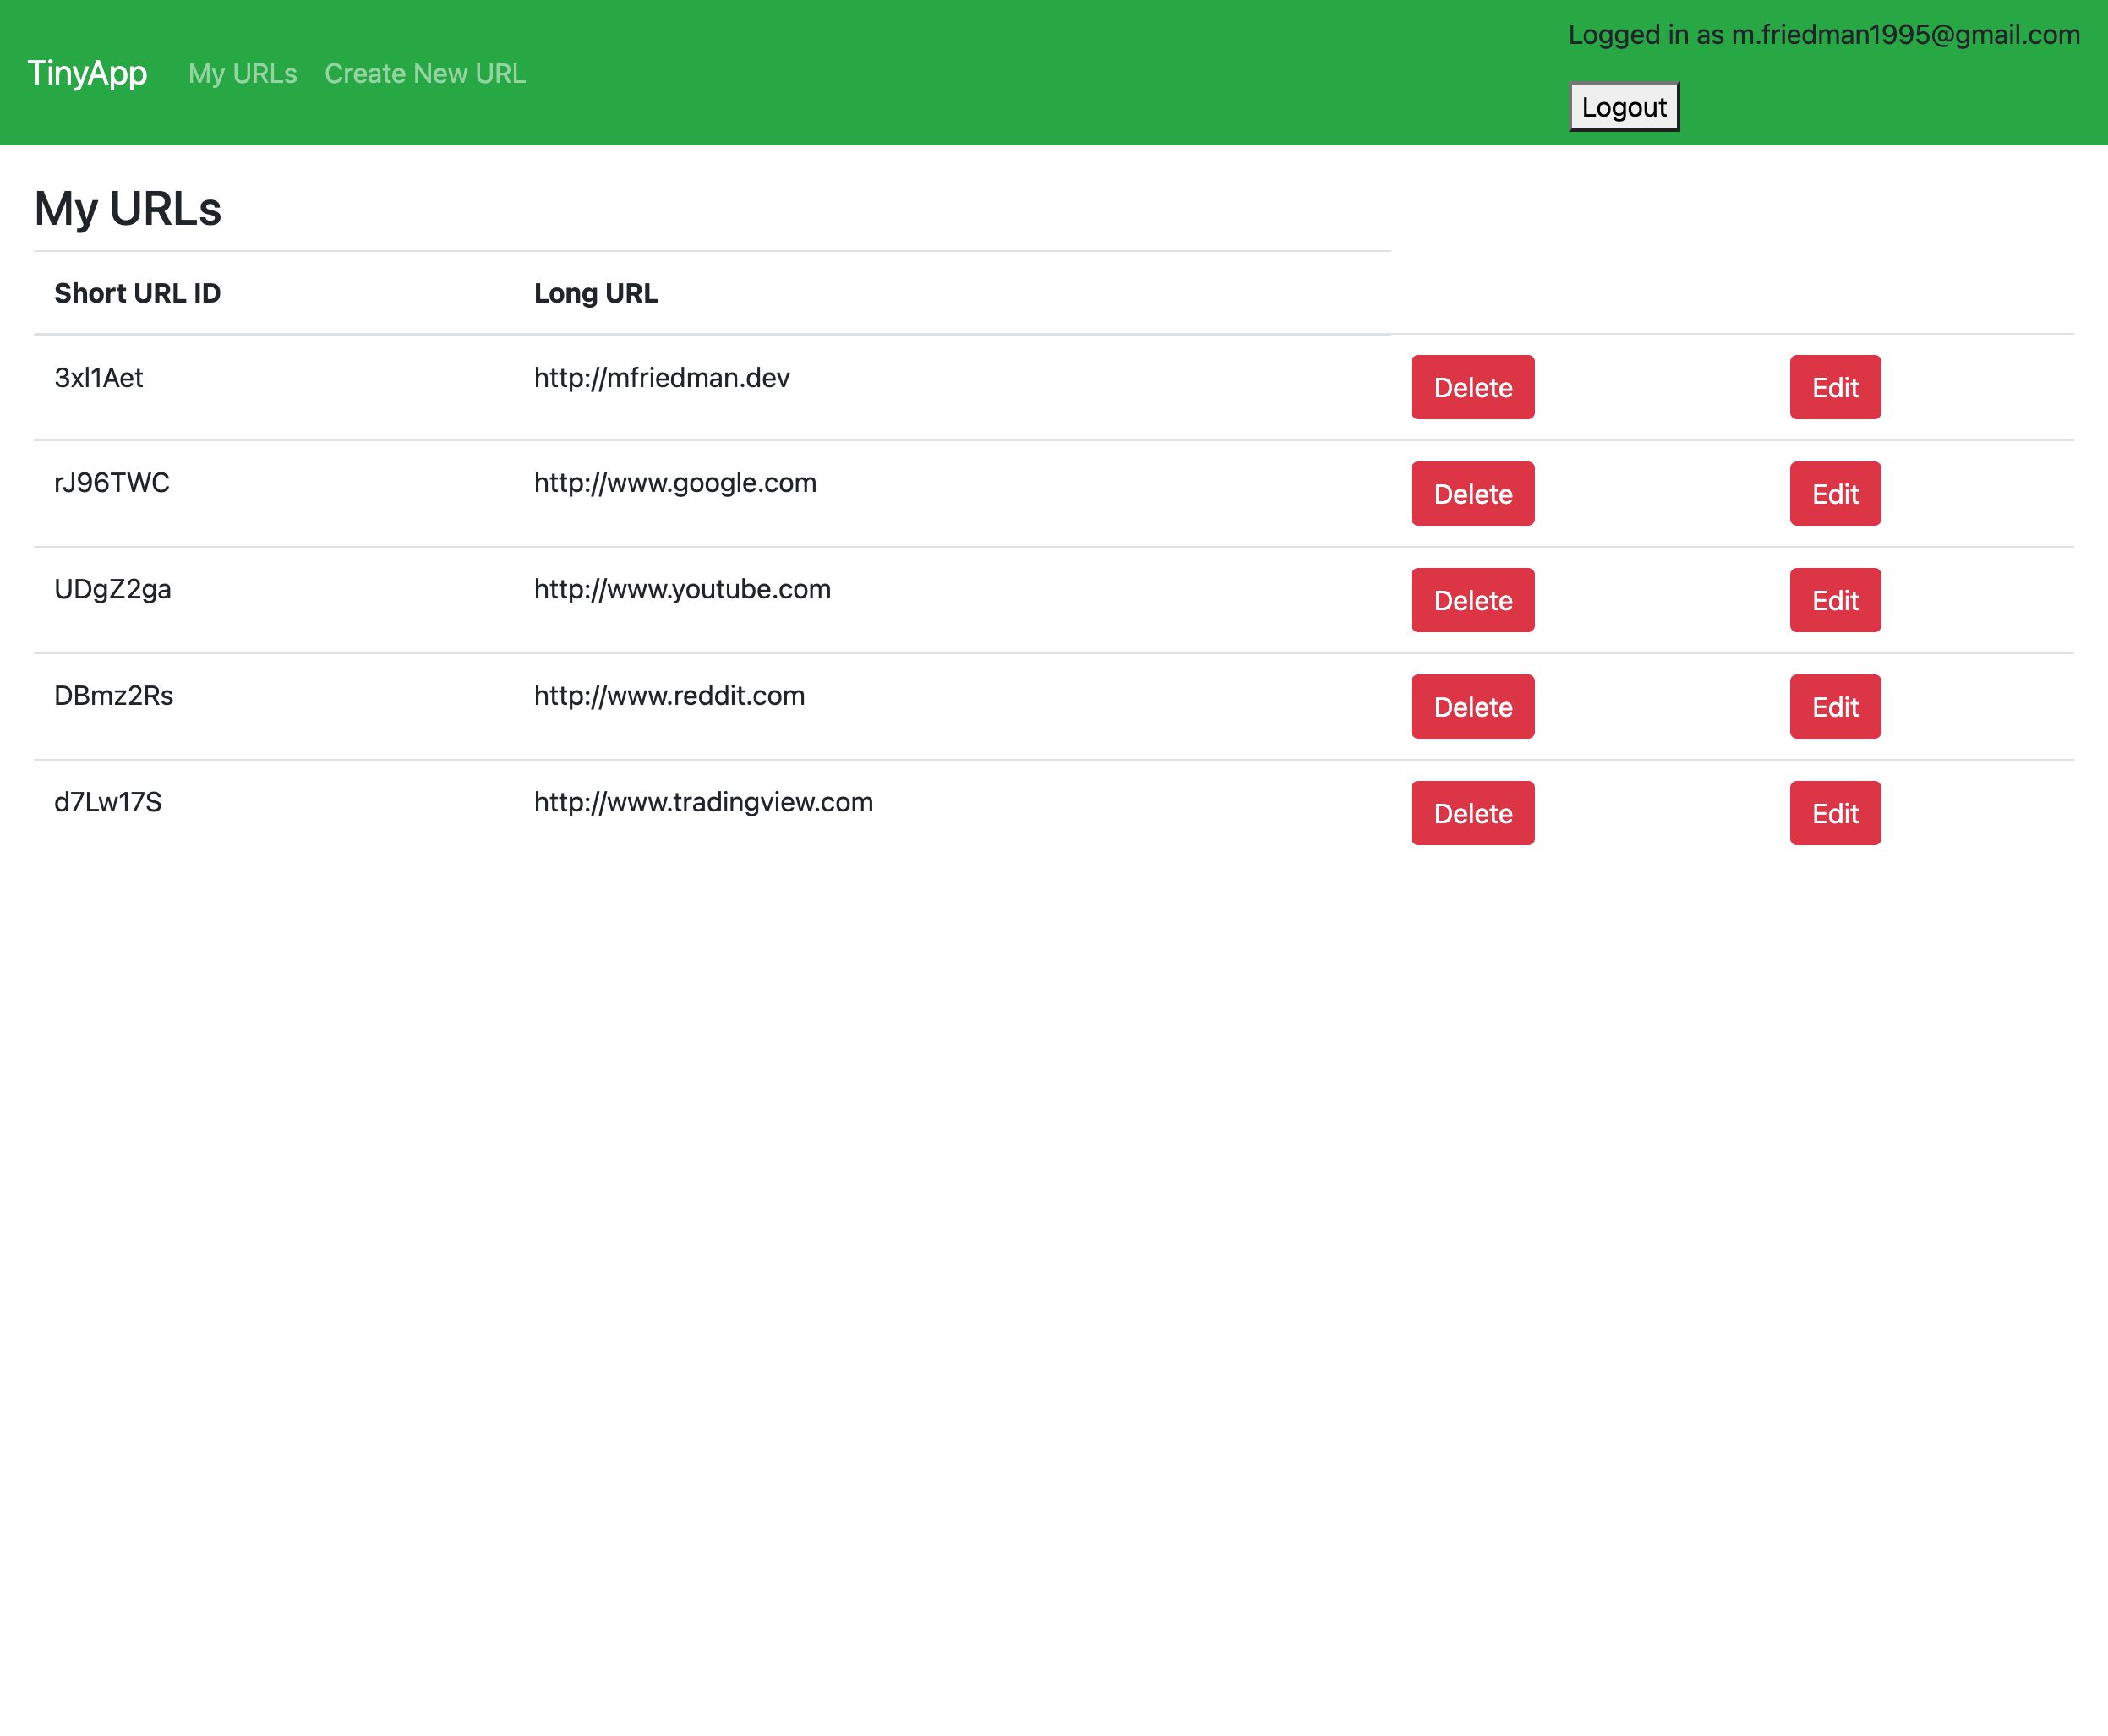 Logged in as m.friedman1995@gmail.com
TinyApp My URLs Create New URL
Logout
My URLs
Short URL ID Long URL
3xl1Aet http://mfriedman.dev Delete Edit
rJ96TWC http://www.google.com Delete Edit
UDgZ2ga http://www.youtube.com Delete Edit
DBmz2Rs http://www.reddit.com Delete Edit
d7Lw17S http://www.tradingview.com Delete Edit